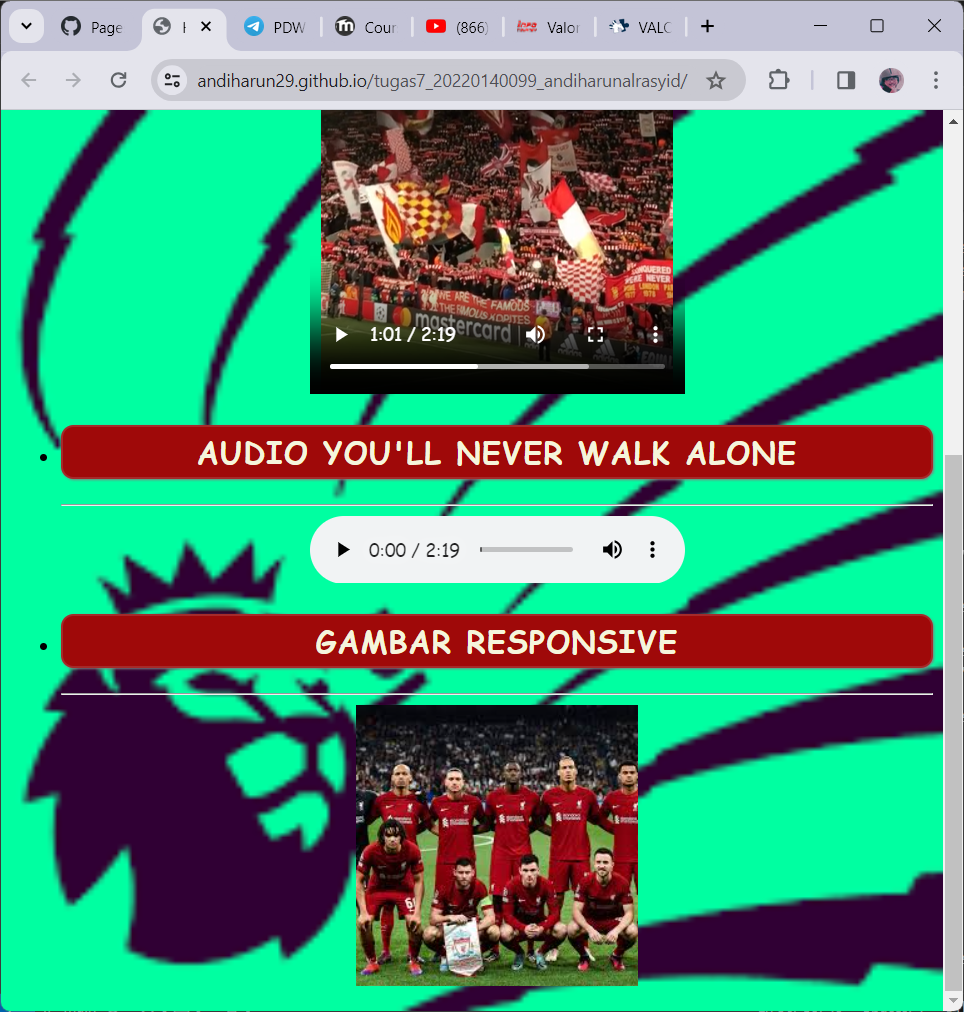 Page
PDW
Cour
(866)
Valor
VALC
andiharun29.github.io/tugas7_20220140099_andiharunalrasyid/
CONQUERED
WE ARE THE FAMOUS
THE FAMOUS KOPITES
mastercard
1:01 / 2:19
AUDIO YOU'LL NEVER WALK ALONE
0:00 / 2:19
GAMBAR RESPONSIVE